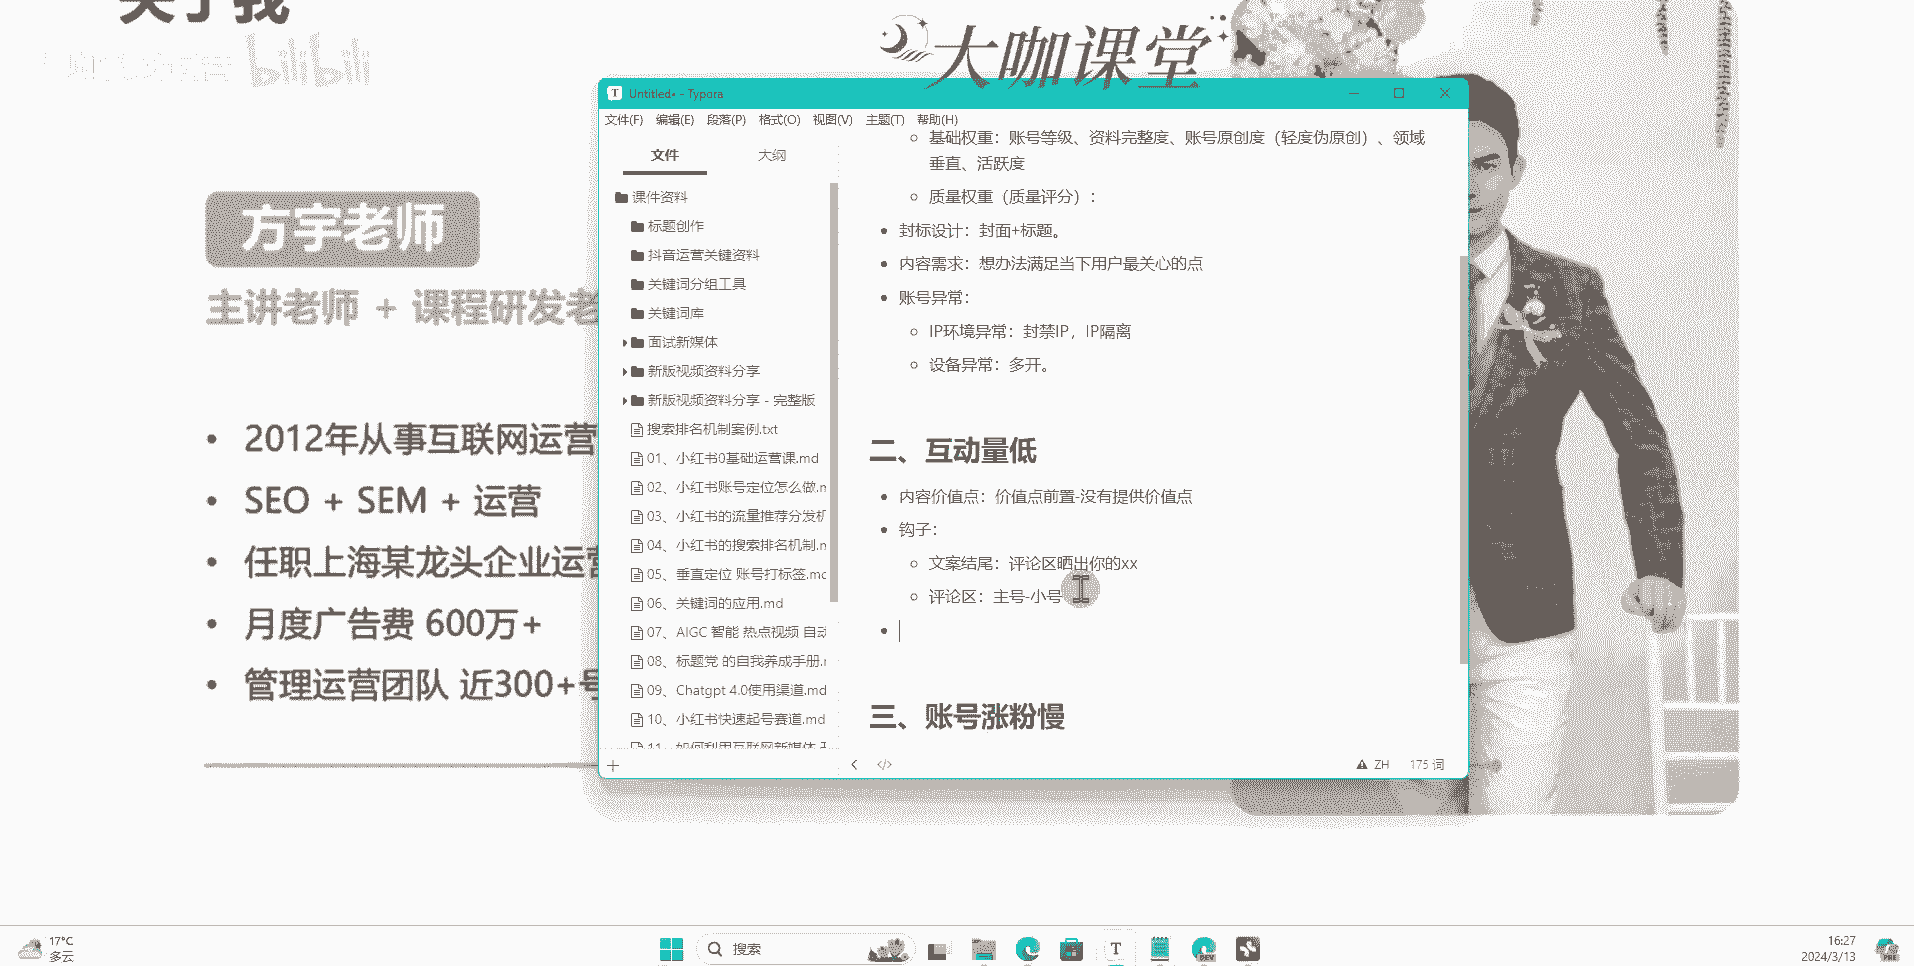 关于我
bilibili
大咖课堂
方宇老师
主讲老师 + 课程研发老
2012年从事互联网运营
SEO + SEM + 运营
任职上海某龙头企业运营
月度广告费 600万+
管理运营团队 近300+号
Untitled• - Typora
文件(F) 编辑(E) 段落(P) 格式(O) 视图(V) 主题(T) 帮助(H)
文件 大纲
课件资料
标题创作
抖音运营关键资料
关键词分组工具
关键词库
面试新媒体
新版视频资料分享
新版视频资料分享 - 完整版
搜索排名机制案例.txt
01、小红书0基础运营课.md
02、小红书账号定位怎么做.m
03、小红书的流量推荐分发机
04、小红书的搜索排名机制.m
05、垂直定位 账号打标签.mc
06、关键词的应用.md
07、AIGC 智能 热点视频 自动
08、标题党 的自我养成手册.m
09、Chatgpt 4.0使用渠道.md
10、小红书快速起号赛道.md
11、如何利用互联网新媒体
基础权重：账号等级、资料完整度、账号原创度（轻度伪原创）、领域
垂直、活跃度
质量权重（质量评分）：
封标设计：封面+标题。
内容需求：想办法满足当下用户最关心的点
账号异常：
IP环境异常：封禁IP，IP隔离
设备异常：多开。
二、互动量低
内容价值点：价值点前置-没有提供价值点
钩子：
文案结尾：评论区晒出你的xx
评论区：主号-小号
三、账号涨粉慢
ZH 175 词
17°C
多云
搜索
T
DEV
16:27
2024/3/13
PRE